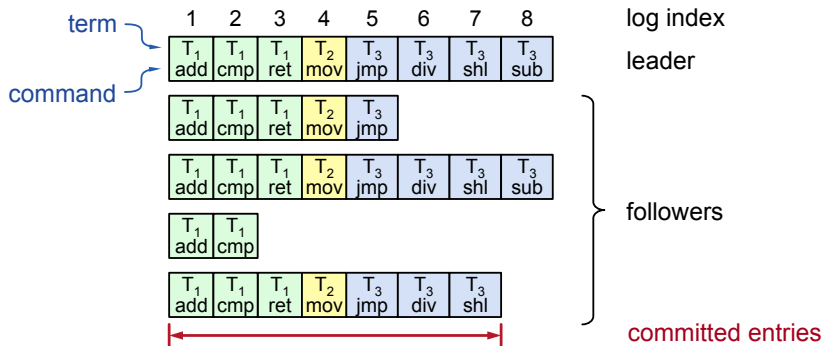 1 2 3 4 5 6 7 8 log index
term
T1 T1 T1 T2 T3 T3 T3 T3
add cmp ret mov jmp div shl sub
leader
command
T1 T1 T1 T2 T3
add cmp ret mov jmp
T1 T1 T1 T2 T3 T3 T3 T3
add cmp ret mov jmp div shl sub
followers
T1 T1
add cmp
T1 T1 T1 T2 T3 T3 T3
add cmp ret mov jmp div shl
committed entries